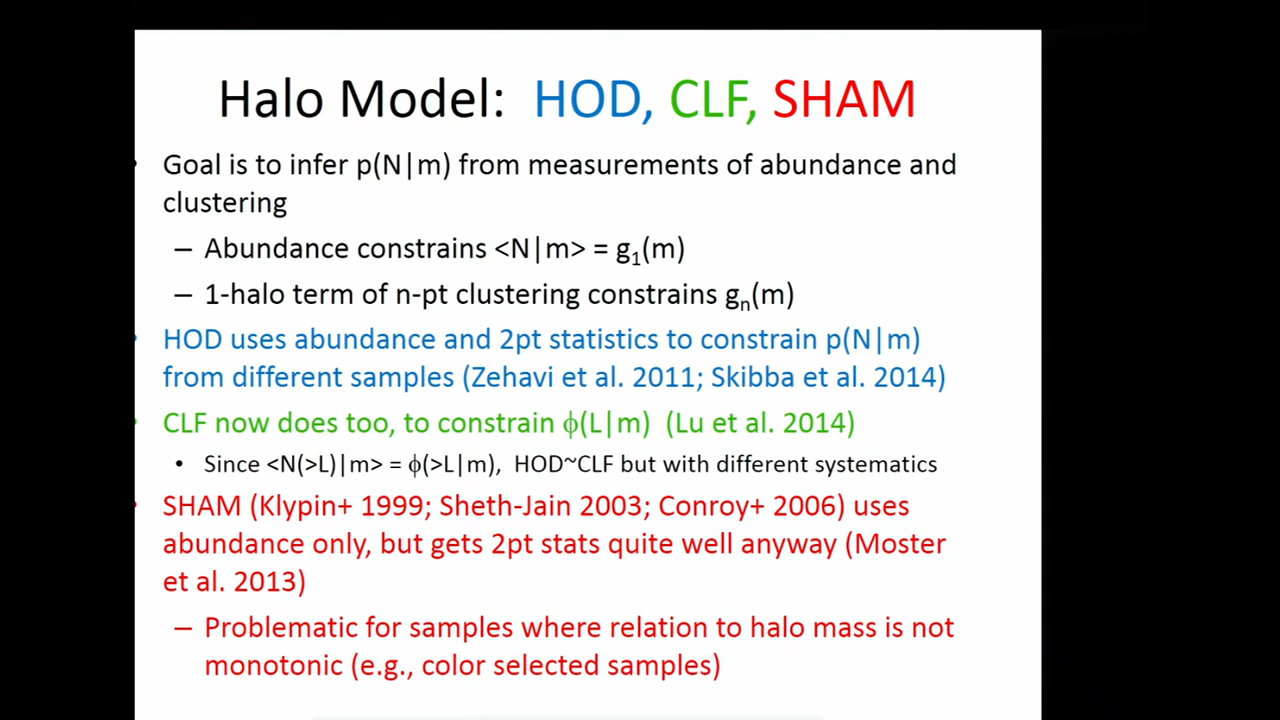 Halo Model: HOD, CLF, SHAM
• Goal is to infer p(N|m) from measurements of abundance and
clustering
– Abundance constrains <N|m> = g₁(m)
– 1-halo term of n-pt clustering constrains gₙ(m)
• HOD uses abundance and 2pt statistics to constrain p(N|m)
from different samples (Zehavi et al. 2011; Skibba et al. 2014)
• CLF now does too, to constrain ϕ(L|m) (Lu et al. 2014)
• Since <N(>L)|m> = ϕ(>L|m), HOD~CLF but with different systematics
• SHAM (Klypin+ 1999; Sheth-Jain 2003; Conroy+ 2006) uses
abundance only, but gets 2pt stats quite well anyway (Moster
et al. 2013)
– Problematic for samples where relation to halo mass is not
monotonic (e.g., color selected samples)